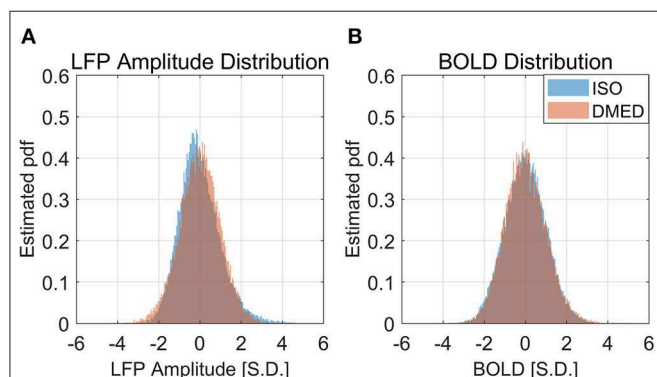 A
B
LFP Amplitude Distribution
BOLD Distribution
Estimated pdf
0.6
0.5
0.4
0.3
0.2
0.1
0
-6 -4 -2 0 2 4 6
LFP Amplitude [S.D.]
Estimated pdf
0.6
0.5
0.4
0.3
0.2
0.1
0
ISO
DMED
-6 -4 -2 0 2 4 6
BOLD [S.D.]